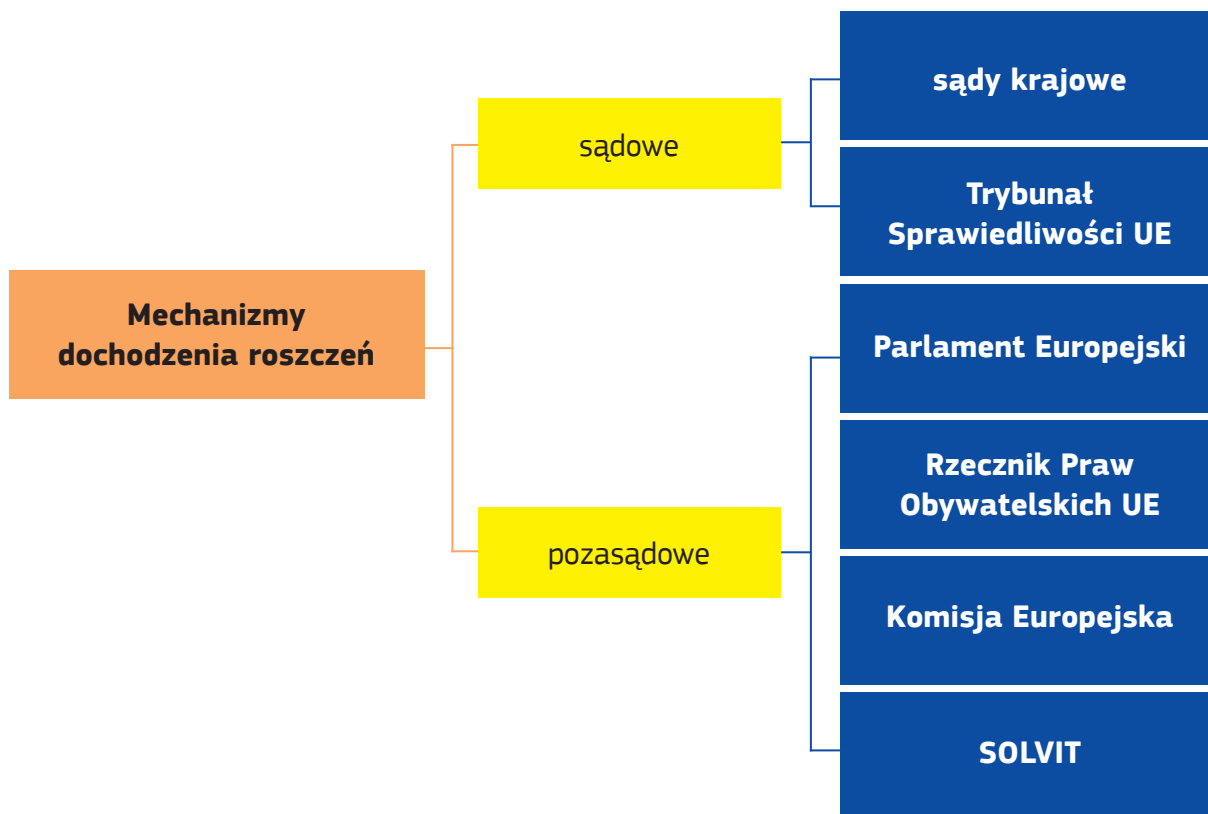 Mechanizmy
dochodzenia roszczeń
sądowe
sądy krajowe
Trybunał
Sprawiedliwości UE
pozasądowe
Parlament Europejski
Rzecznik Praw
Obywatelskich UE
Komisja Europejska
SOLVIT